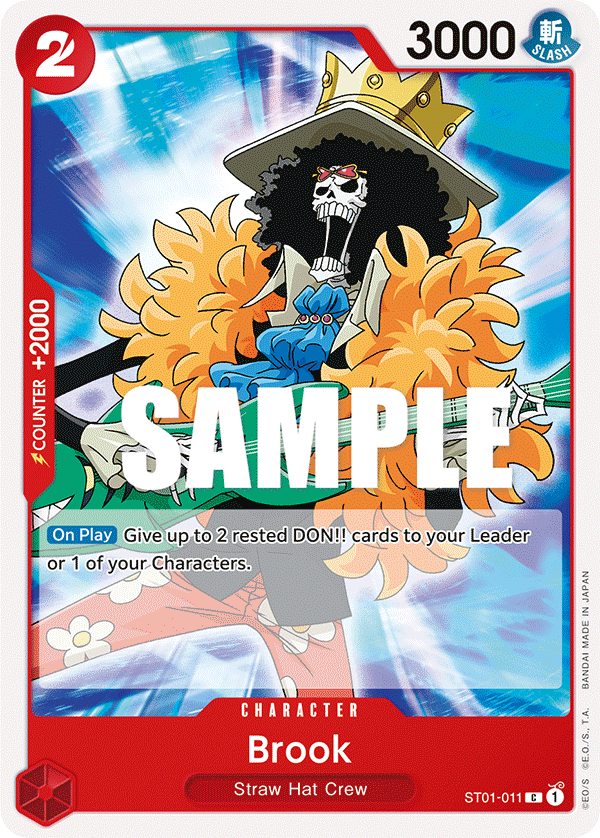 2
3000
斬
SLASH
COUNTER +2000
SAMPLE
On Play Give up to 2 rested DON!! cards to your Leader
or 1 of your Characters.
CHARACTER
Brook
Straw Hat Crew
ST01-011 C 1
©E.O/S ©E.O./S., T.A. BANDAI MADE IN JAPAN